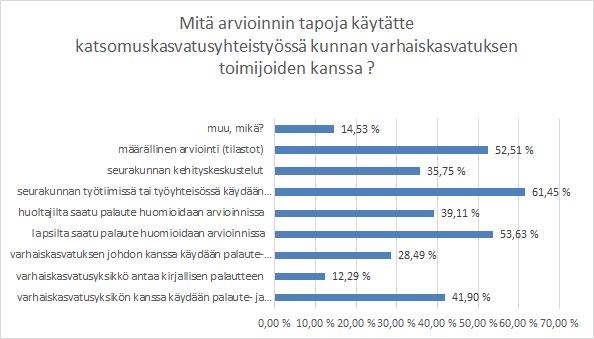 Mitä arvioinnin tapoja käytätte
katsomuskasvatusyhteistyössä kunnan varhaiskasvatuksen
toimijoiden kanssa ?
muu, mikä? 14,53 %
määrällinen arviointi (tilastot) 52,51 %
seurakunnan kehityskeskustelut 35,75 %
seurakunnan työtiimissä tai työyhteisössä käydään... 61,45 %
huoltajilta saatu palaute huomioidaan arvioinnissa 39,11 %
lapsilta saatu palaute huomioidaan arvioinnissa 53,63 %
varhaiskasvatuksen johdon kanssa käydään palaute-... 28,49 %
varhaiskasvatusyksikkö antaa kirjallisen palautteen 12,29 %
varhaiskasvatusyksikön kanssa käydään palaute- ja... 41,90 %
0,00 % 10,00 % 20,00 % 30,00 % 40,00 % 50,00 % 60,00 % 70,00 %